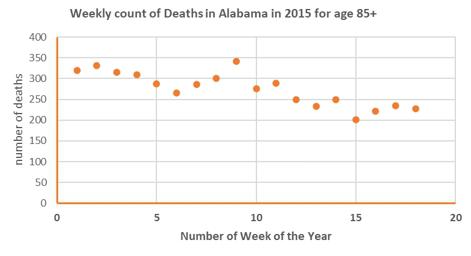 Weekly count of Deaths in Alabama in 2015 for age 85+
number of deaths
400
350
300
250
200
150
100
50
0
0 5 10 15 20
Number of Week of the Year